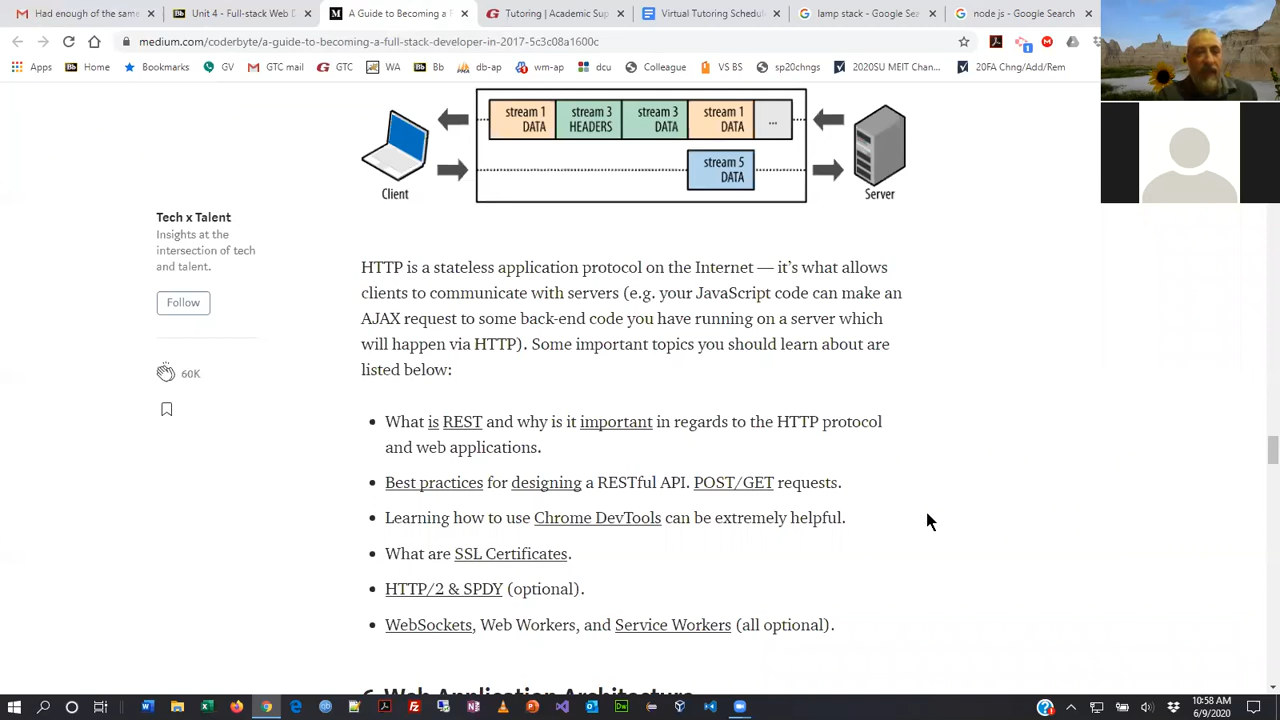 Had enough of the same
Unit 4 - Full-stack Web D
A Guide to Becoming a F
Tutoring | Academic Sup
Virtual Tutoring Schedu
lamp stack - Google Sear
node js - Google Search
medium.com/coderbyte/a-guide-to-becoming-a-full-stack-developer-in-2017-5c3c08a1600c
Apps
Home
Bookmarks
GV
GTC mail
GTC
WA
Bb
db-ap
wm-ap
dcu
Colleague
VS BS
sp20chngs
2020SU MEIT Chan...
20FA Chng/Add/Rem
stream 1 DATA
stream 3 HEADERS
stream 3 DATA
stream 1 DATA
...
stream 5 DATA
Client
Server
Tech x Talent
Insights at the
intersection of tech
and talent.
Follow
60K
HTTP is a stateless application protocol on the Internet — it's what allows
clients to communicate with servers (e.g. your JavaScript code can make an
AJAX request to some back-end code you have running on a server which
will happen via HTTP). Some important topics you should learn about are
listed below:
• What is REST and why is it important in regards to the HTTP protocol
and web applications.
• Best practices for designing a RESTful API. POST/GET requests.
• Learning how to use Chrome DevTools can be extremely helpful.
• What are SSL Certificates.
• HTTP/2 & SPDY (optional).
• WebSockets, Web Workers, and Service Workers (all optional).
6. Web Application Architecture
10:58 AM
6/9/2020